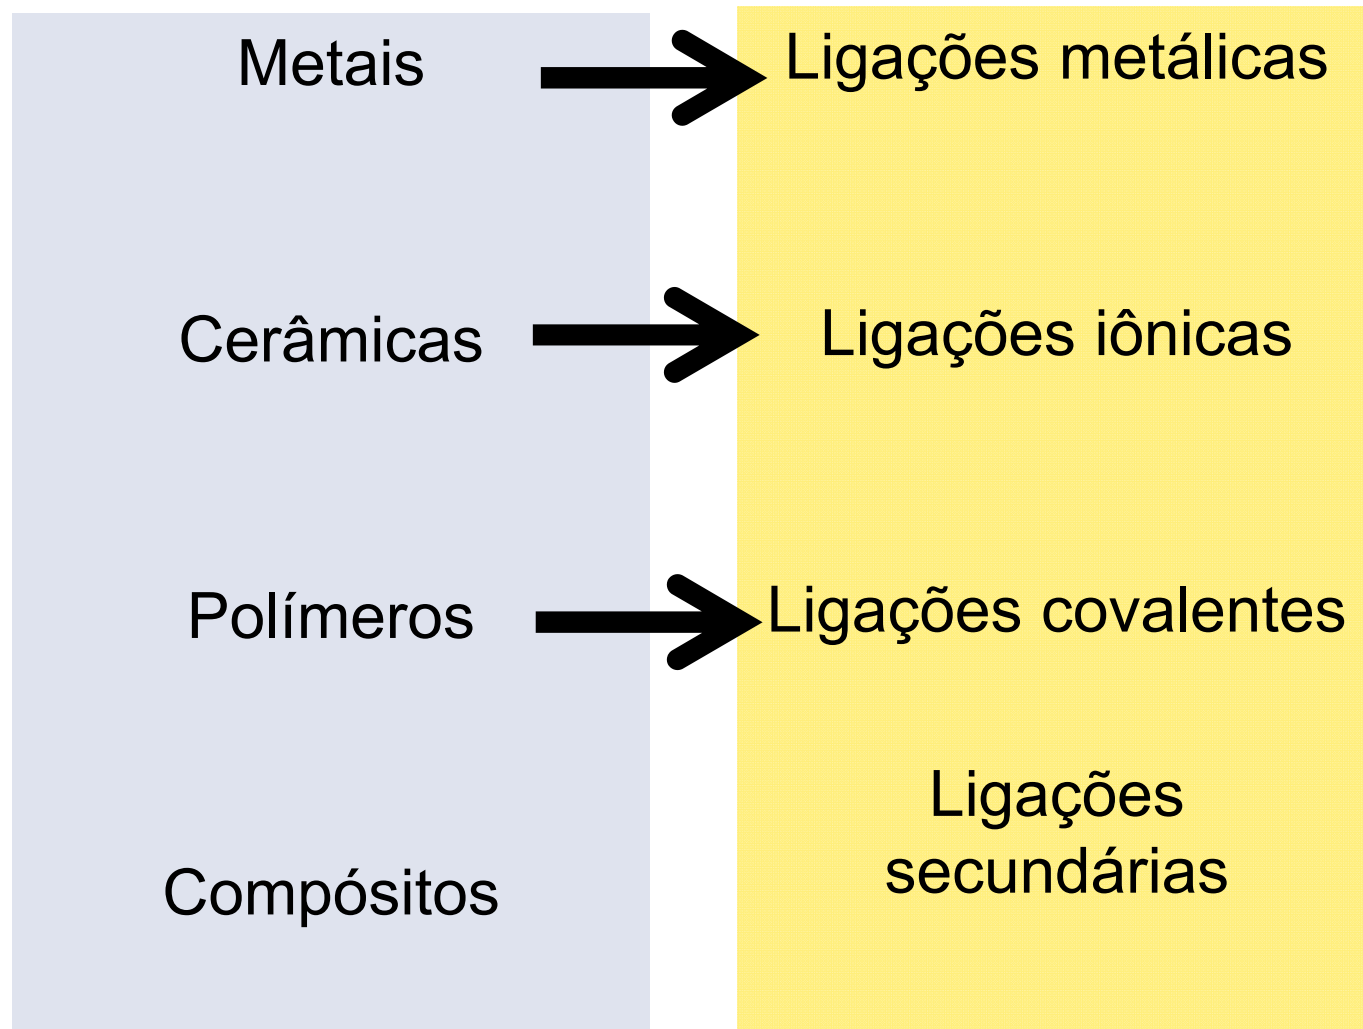 Metais
Ligações metálicas
Cerâmicas
Ligações iônicas
Polímeros
Ligações covalentes
Compósitos
Ligações
secundárias